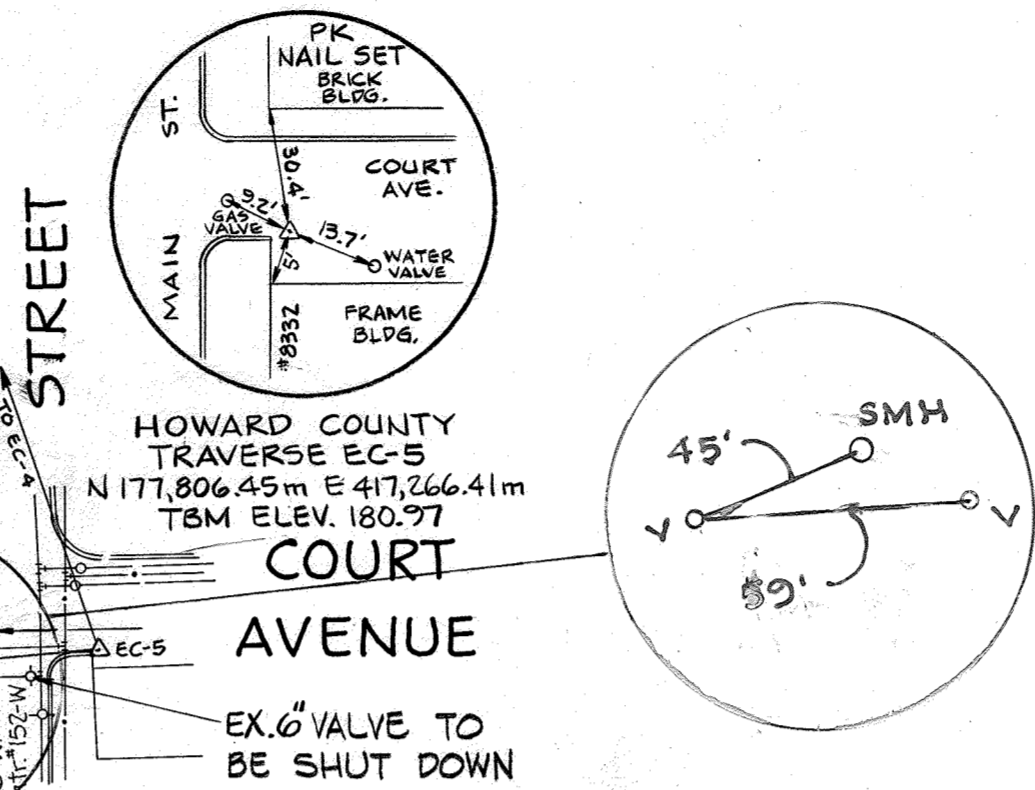 PK
NAIL SET
BRICK
BLDG.
ST.
MAIN
COURT
AVE.
30.4'
9.2'
GAS
VALVE
13.7'
WATER
VALVE
5'
#8332
FRAME
BLDG.
STREET
TO EC-4
HOWARD COUNTY
TRAVERSE EC-5
N 177,806.45m E 417,266.41m
TBM ELEV. 180.97
COURT
AVENUE
EC-5
EX. 6" VALVE TO
BE SHUT DOWN
SMH
45'
V
V
59'